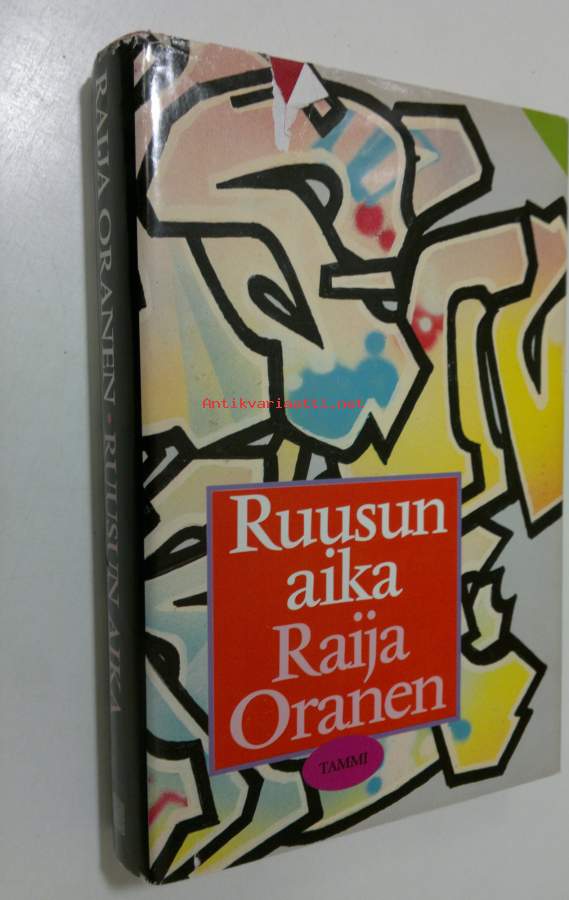 RAIJA ORANEN • RUUSUN AIKA
Antikvariaatti.net
Ruusun
aika
Raija
Oranen
TAMMI